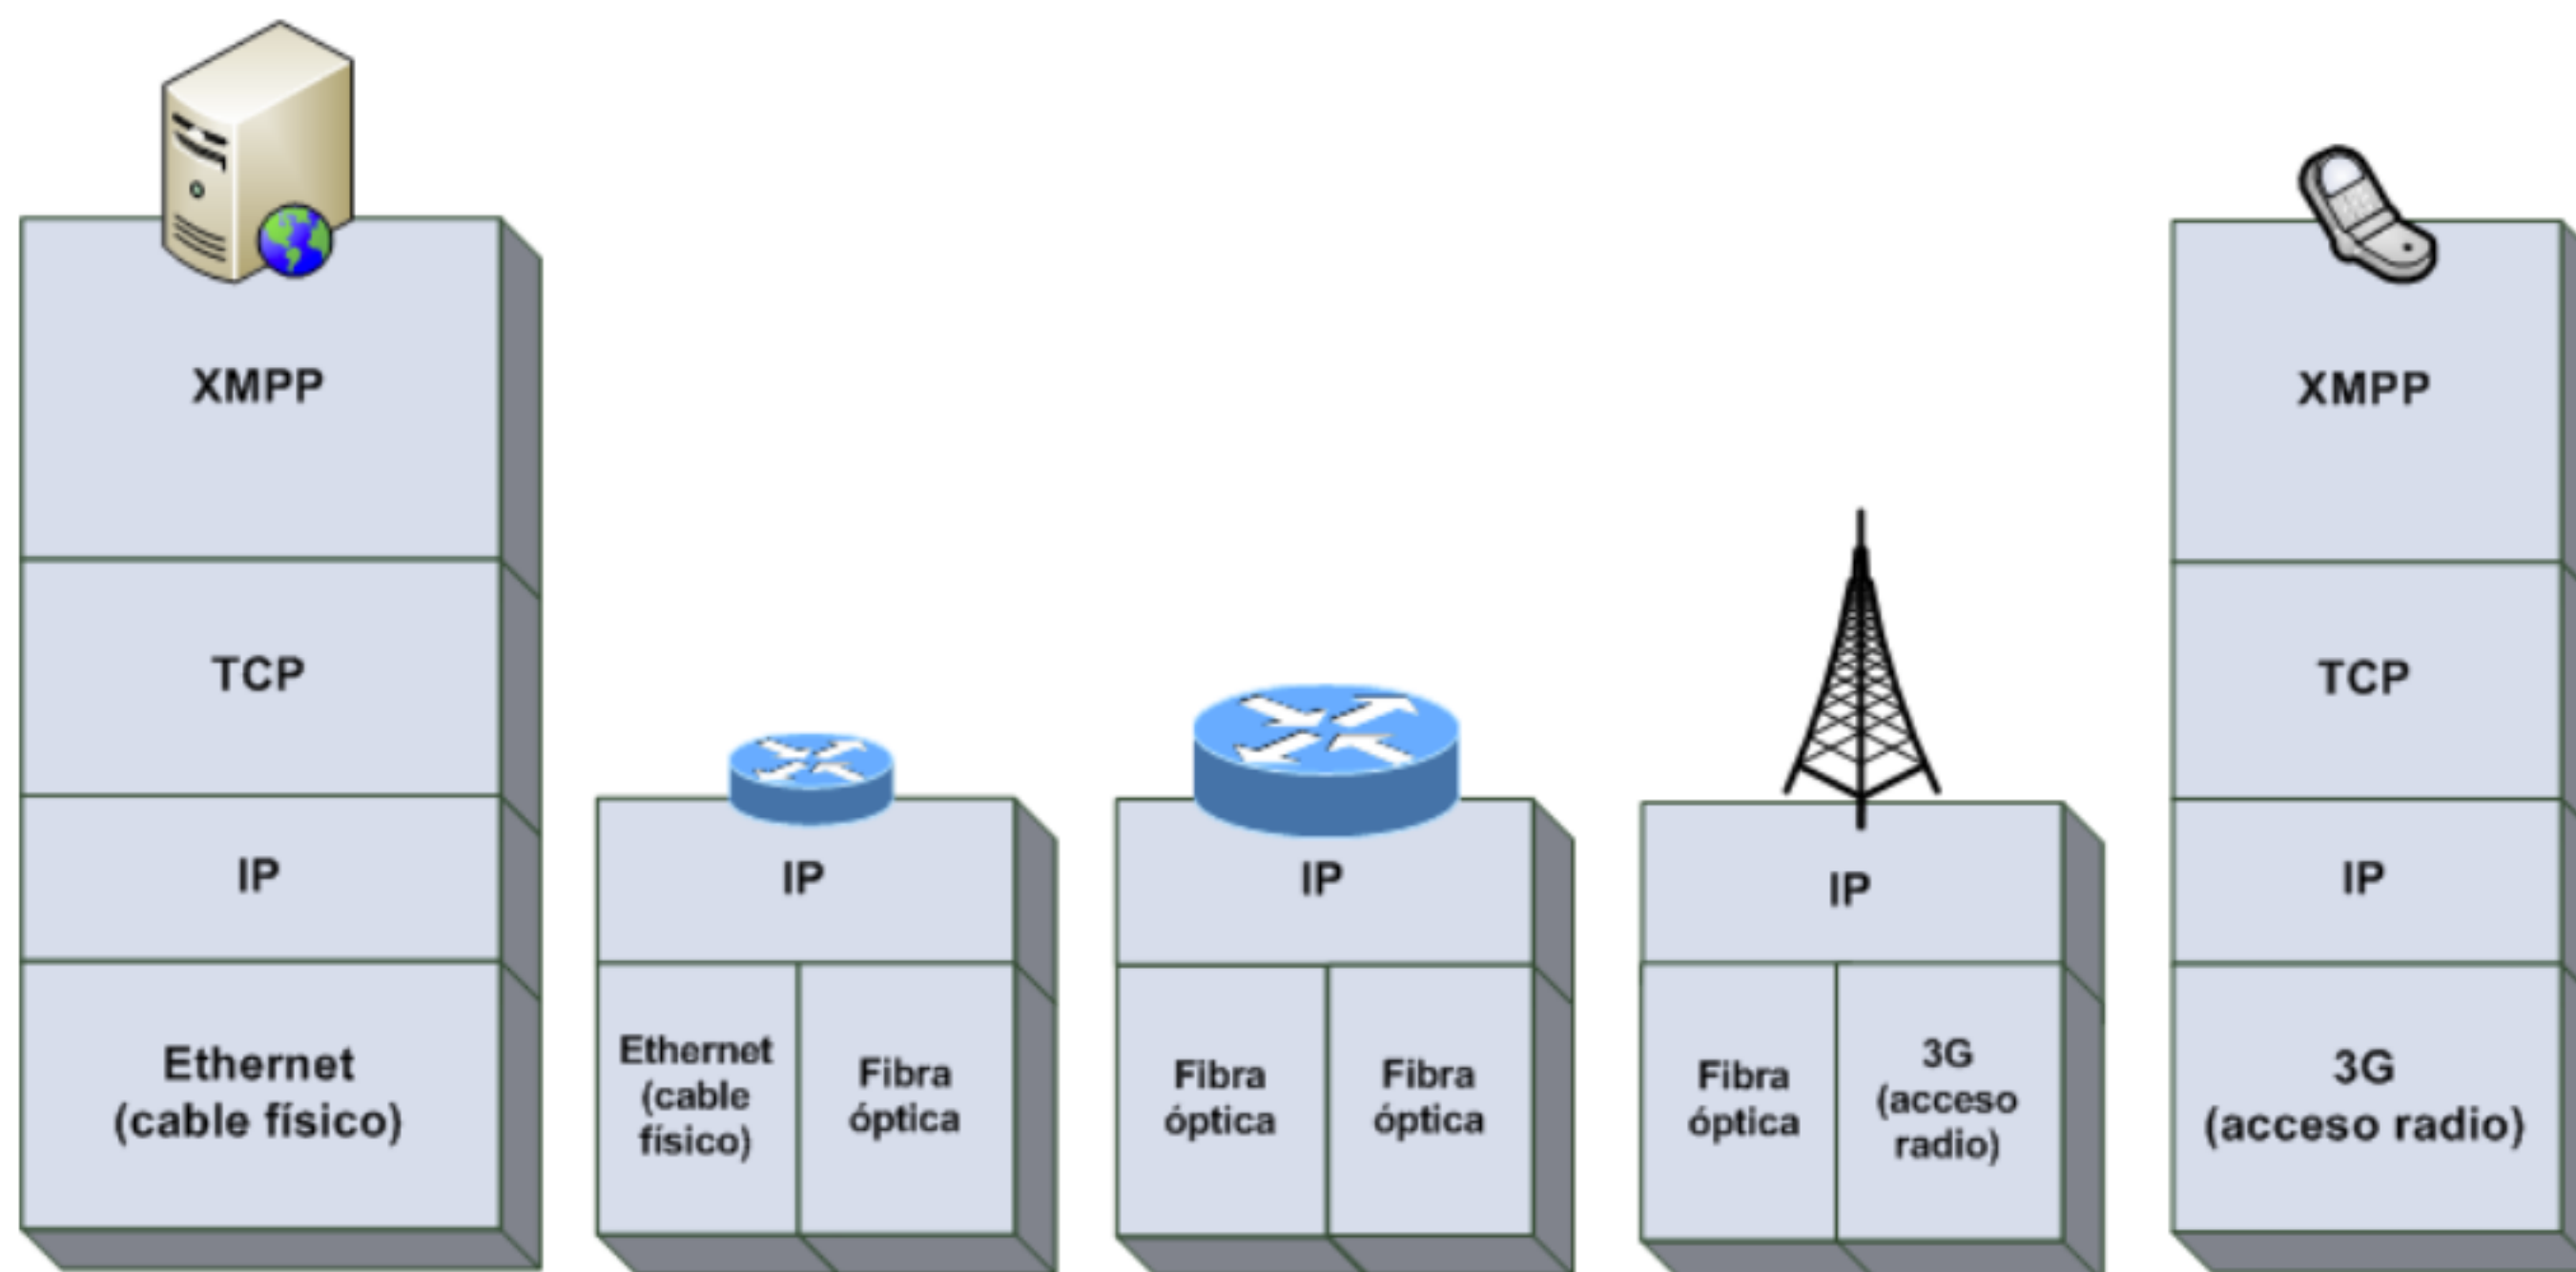 XMPP
TCP
IP
Ethernet
(cable físico)
IP
Ethernet
(cable
físico)
Fibra
óptica
IP
Fibra
óptica
Fibra
óptica
IP
Fibra
óptica
3G
(acceso
radio)
XMPP
TCP
IP
3G
(acceso radio)